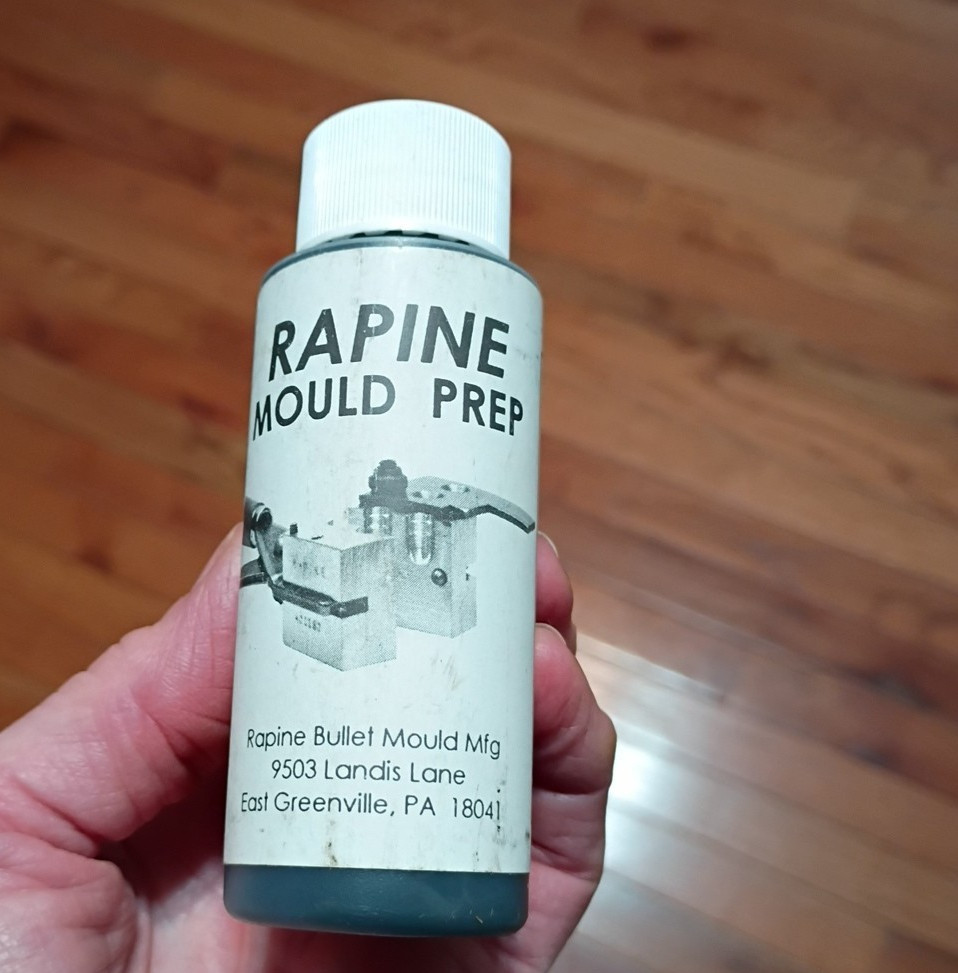 RAPINE
MOULD PREP
Rapine Bullet Mould Mfg
9503 Landis Lane
East Greenville, PA 18041